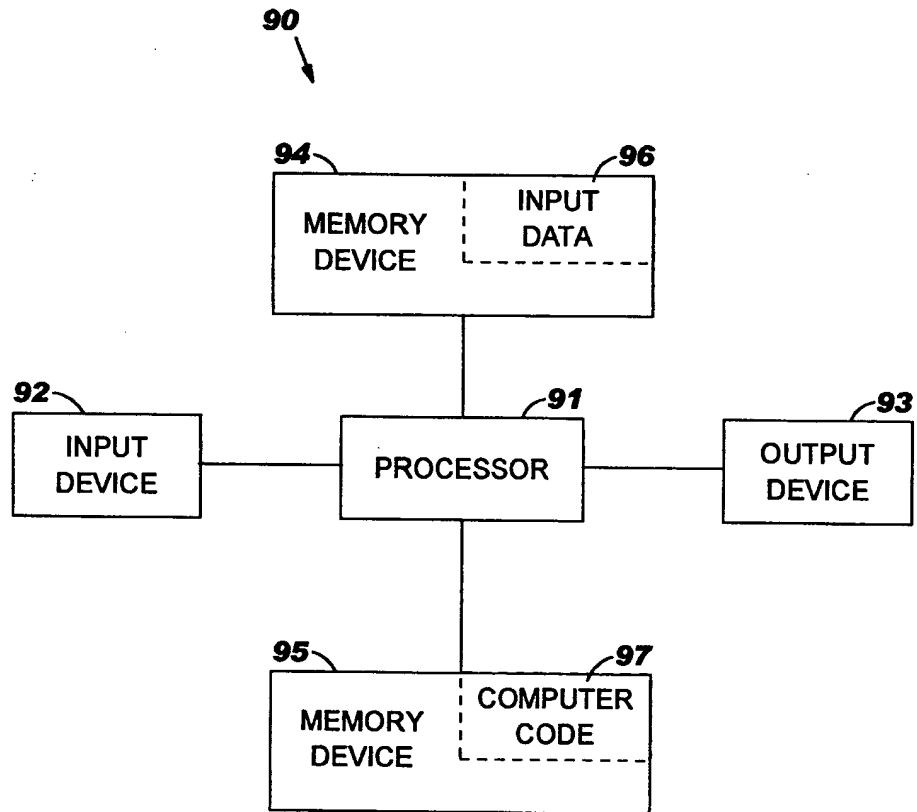 90
94
96
MEMORY
DEVICE
INPUT
DATA
92
91
93
INPUT
DEVICE
PROCESSOR
OUTPUT
DEVICE
95
97
MEMORY
DEVICE
COMPUTER
CODE